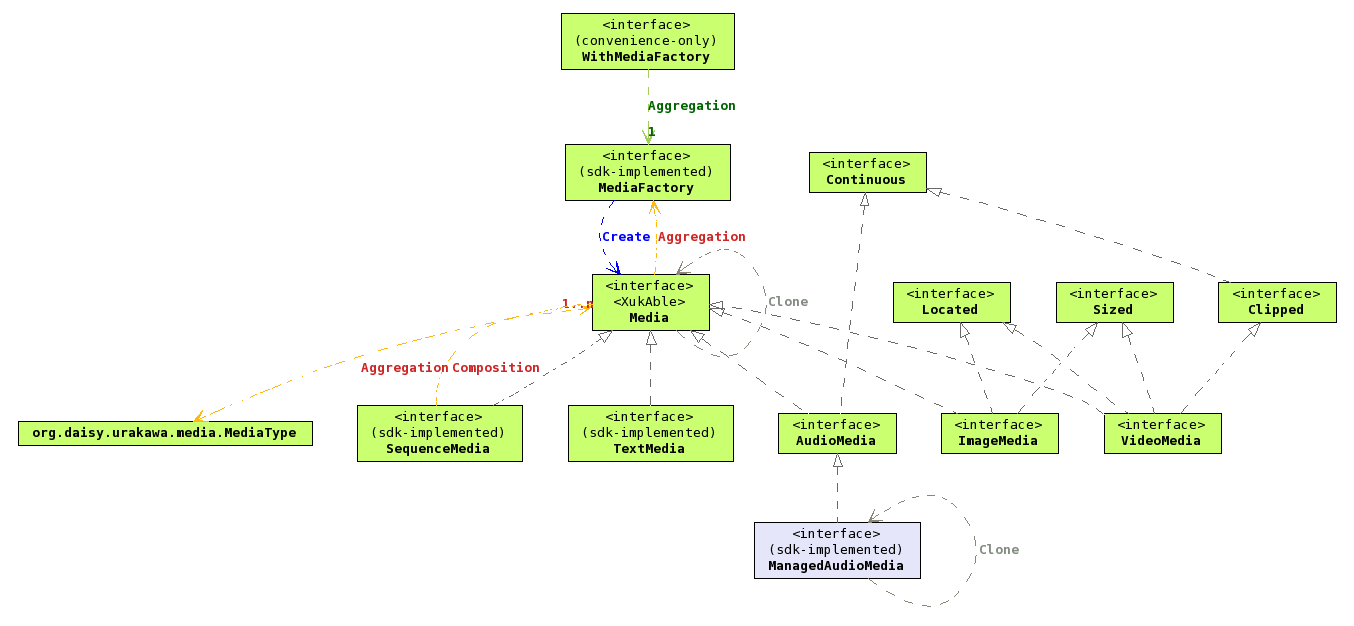 <interface>
(convenience-only)
WithMediaFactory
Aggregation
1
<interface>
(sdk-implemented)
MediaFactory
<interface>
Continuous
Create
Aggregation
<interface>
<XukAble>
Media
1..n
Clone
<interface>
Located
<interface>
Sized
<interface>
Clipped
Aggregation
Composition
org.daisy.urakawa.media.MediaType
<interface>
(sdk-implemented)
SequenceMedia
<interface>
(sdk-implemented)
TextMedia
<interface>
AudioMedia
<interface>
ImageMedia
<interface>
VideoMedia
<interface>
(sdk-implemented)
ManagedAudioMedia
Clone